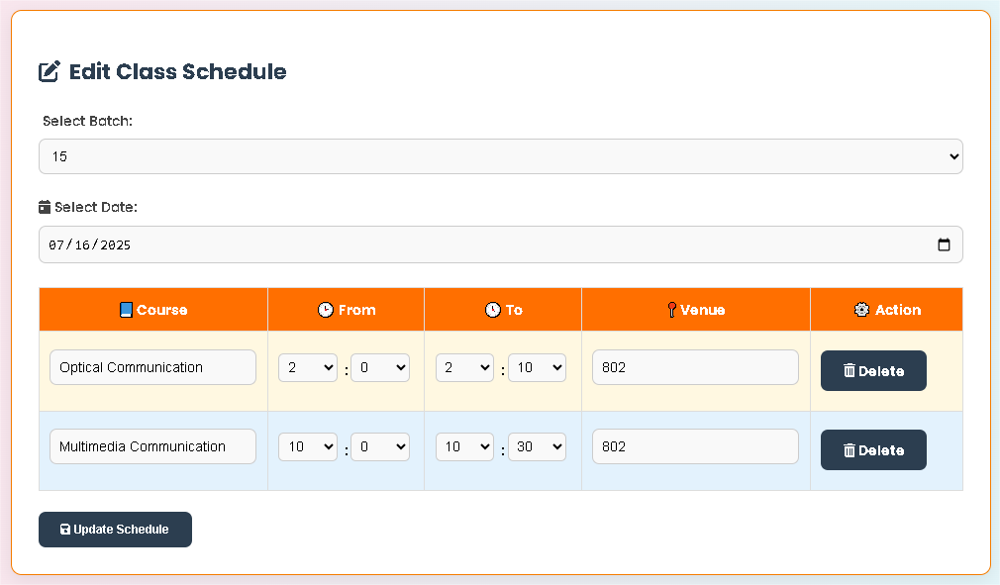 Edit Class Schedule
Select Batch:
15
Select Date:
07/16/2025
Course From To Venue Action
Optical Communication 2 : 0 2 : 10 802 Delete
Multimedia Communication 10 : 0 10 : 30 802 Delete
Update Schedule